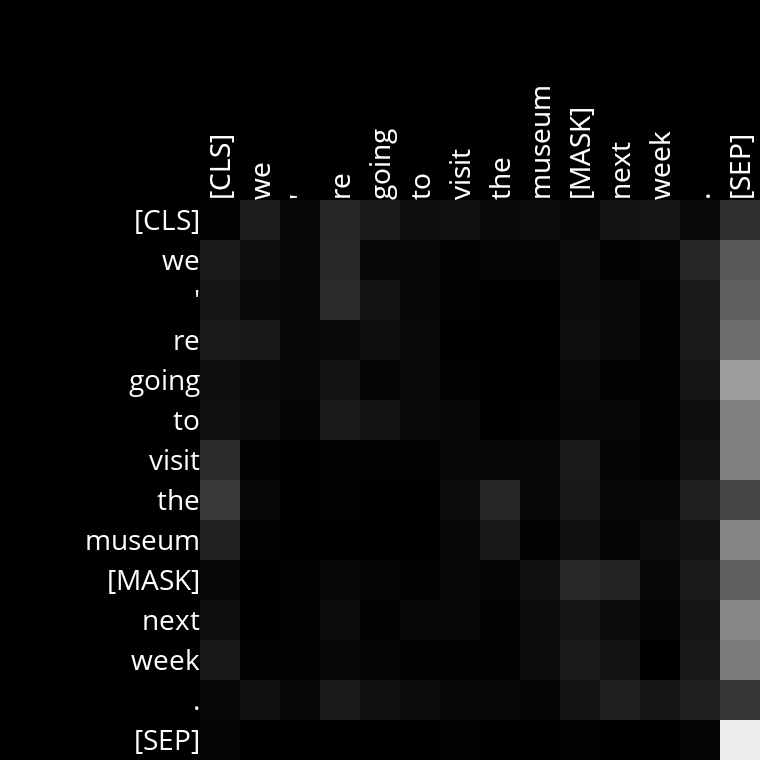 [CLS] we ' re going to visit the museum [MASK] next week . [SEP]
[CLS]
we
'
re
going
to
visit
the
museum
[MASK]
next
week
.
[SEP]